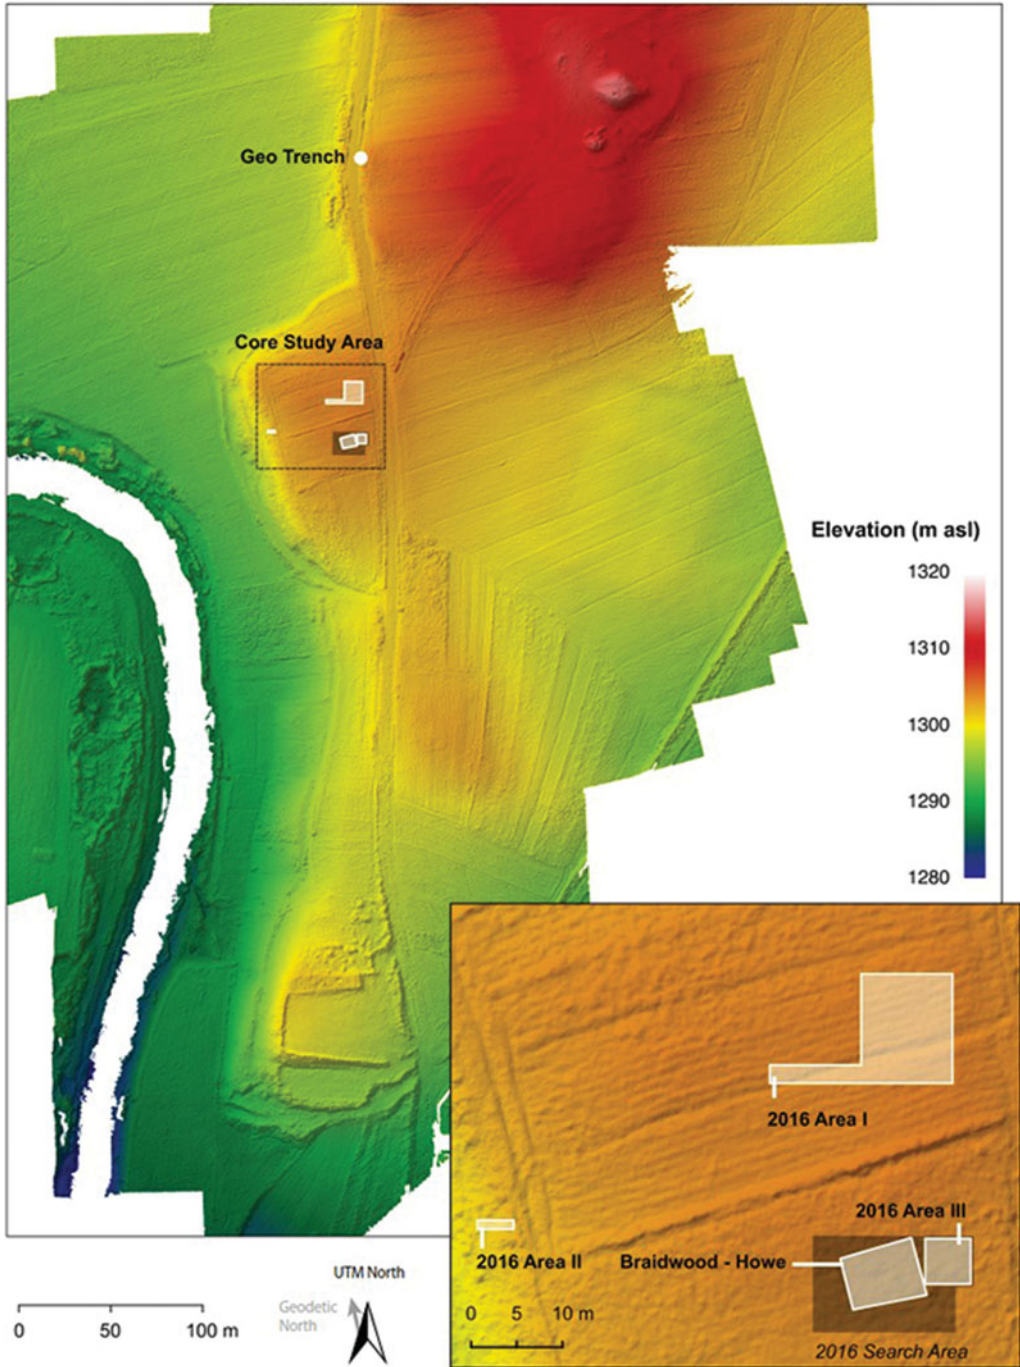 Geo Trench
Core Study Area
Elevation (m asl)
1320
1310
1300
1290
1280
2016 Area I
2016 Area III
2016 Area II
Braidwood - Howe
0 5 10 m
2016 Search Area
UTM North
Geodetic
North
0 50 100 m